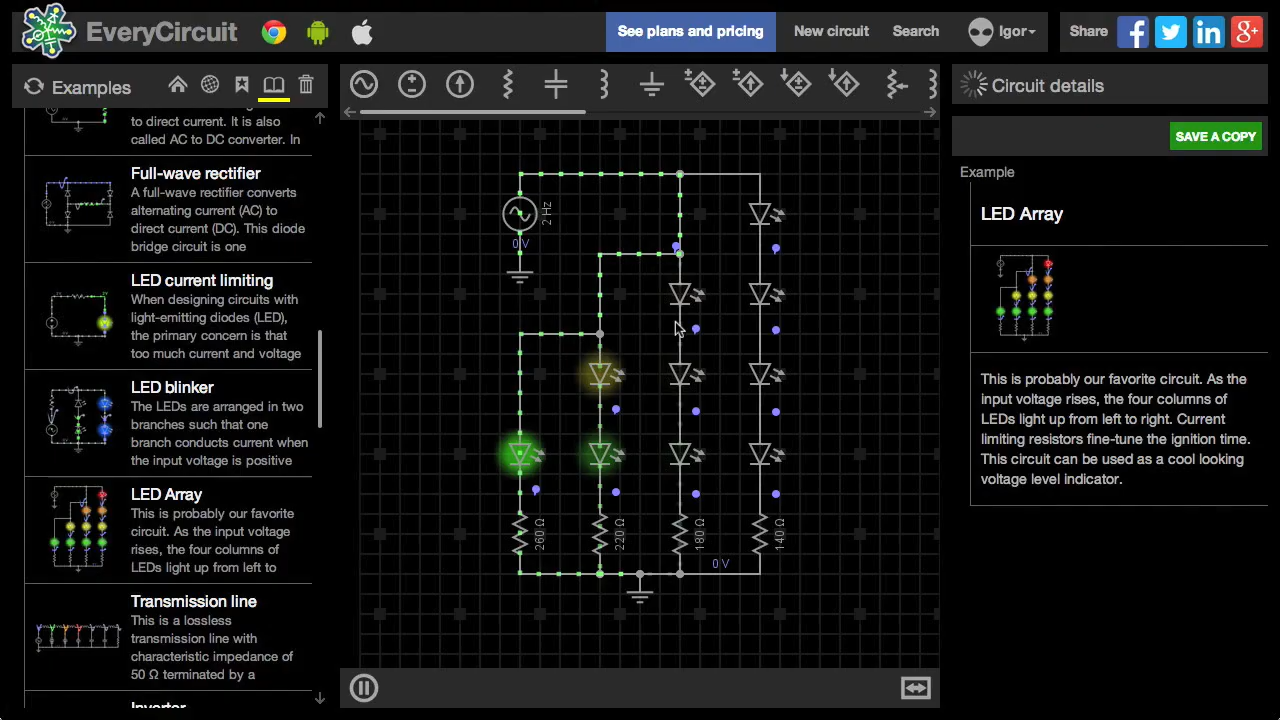 EveryCircuit
See plans and pricing
New circuit
Search
Igor
Share
Examples
to direct current. It is also
called AC to DC converter. In
Full-wave rectifier
A full-wave rectifier converts
alternating current (AC) to
direct current (DC). This diode
bridge circuit is one
LED current limiting
When designing circuits with
light-emitting diodes (LED),
the primary concern is that
too much current and voltage
LED blinker
The LEDs are arranged in two
branches such that one
branch conducts current when
the input voltage is positive
LED Array
This is probably our favorite
circuit. As the input voltage
rises, the four columns of
LEDs light up from left to
Transmission line
This is a lossless
transmission line with
characteristic impedance of
50 Ω terminated by a
Inverter
2 Hz
0 V
260 Ω
220 Ω
180 Ω
140 Ω
0 V
Circuit details
SAVE A COPY
Example
LED Array
This is probably our favorite circuit. As the
input voltage rises, the four columns of
LEDs light up from left to right. Current
limiting resistors fine-tune the ignition time.
This circuit can be used as a cool looking
voltage level indicator.